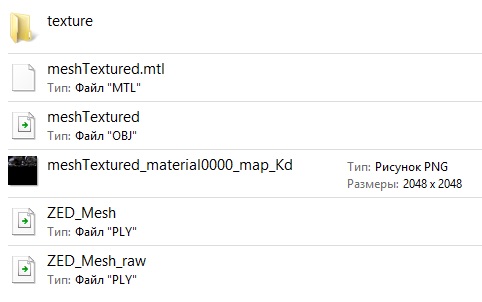 texture
meshTextured.mtl
Тип: Файл "MTL"
meshTextured
Тип: Файл "OBJ"
meshTextured_material0000_map_Kd
Тип: Рисунок PNG
Размеры: 2048 x 2048
ZED_Mesh
Тип: Файл "PLY"
ZED_Mesh_raw
Тип: Файл "PLY"